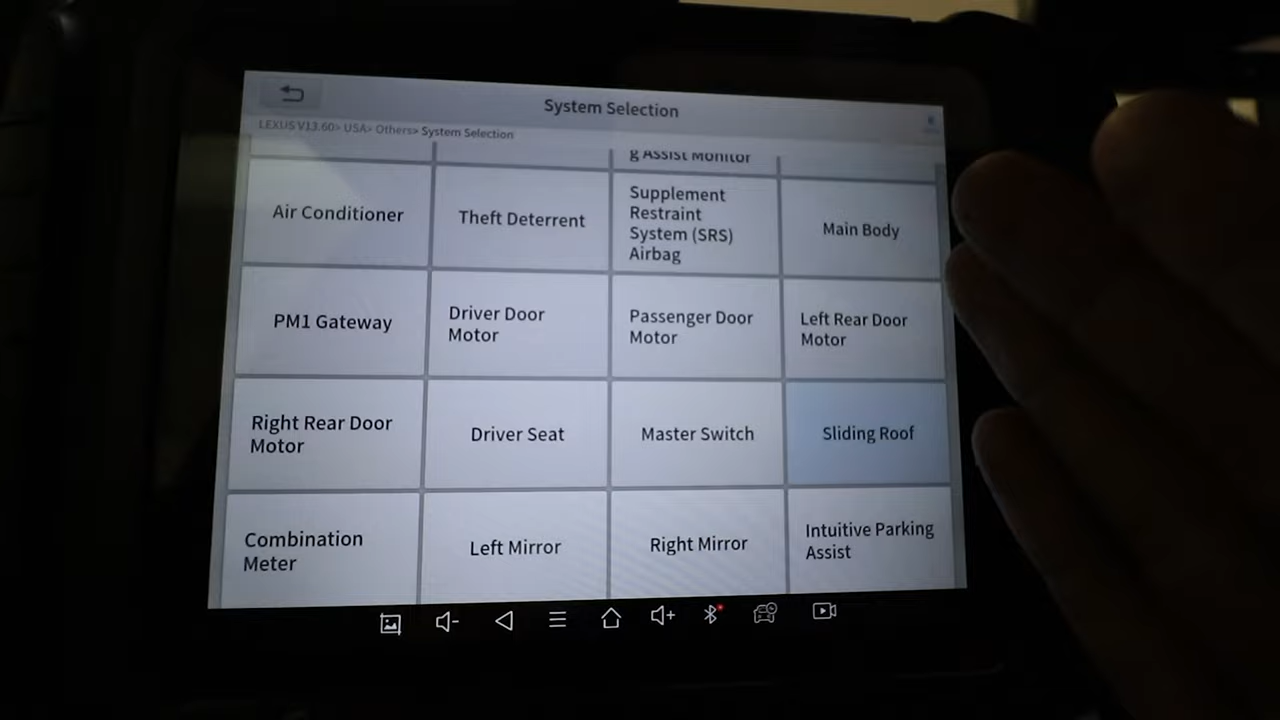 System Selection
LEXUS V13.60> USA> Others> System Selection
g Assist Monitor
Air Conditioner
Theft Deterrent
Supplement
Restraint
System (SRS)
Airbag
Main Body
PM1 Gateway
Driver Door
Motor
Passenger Door
Motor
Left Rear Door
Motor
Right Rear Door
Motor
Driver Seat
Master Switch
Sliding Roof
Combination
Meter
Left Mirror
Right Mirror
Intuitive Parking
Assist